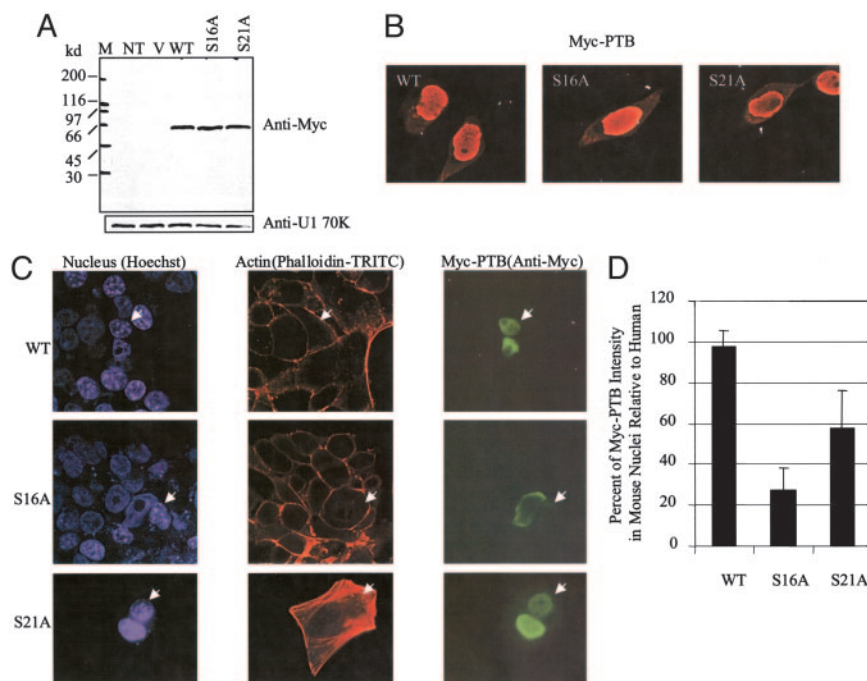 A
kd M NT V WT S16A S21A
200
116
97
66
45
30
Anti-Myc
Anti-U1 70K
B
Myc-PTB
WT S16A S21A
C
Nucleus (Hoechst) Actin(Phalloidin-TRITC) Myc-PTB(Anti-Myc)
WT
S16A
S21A
D
Percent of Myc-PTB Intensity
in Mouse Nuclei Relative to Human
120
100
80
60
40
20
0
WT S16A S21A